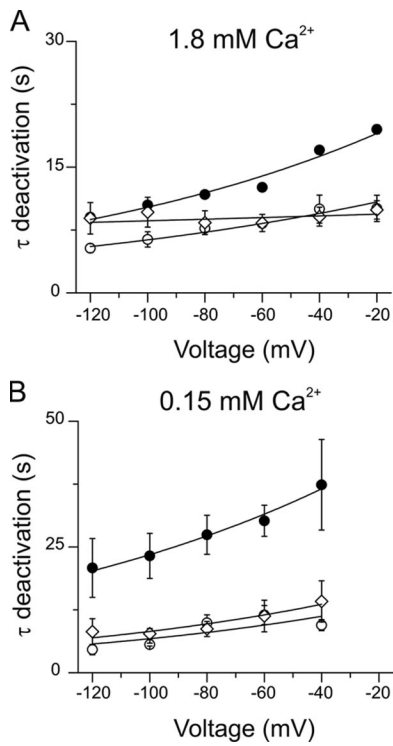 A
1.8 mM Ca²⁺
30
15
0
τ deactivation (s)
-120 -100 -80 -60 -40 -20
Voltage (mV)
B
0.15 mM Ca²⁺
50
25
0
τ deactivation (s)
-120 -100 -80 -60 -40 -20
Voltage (mV)